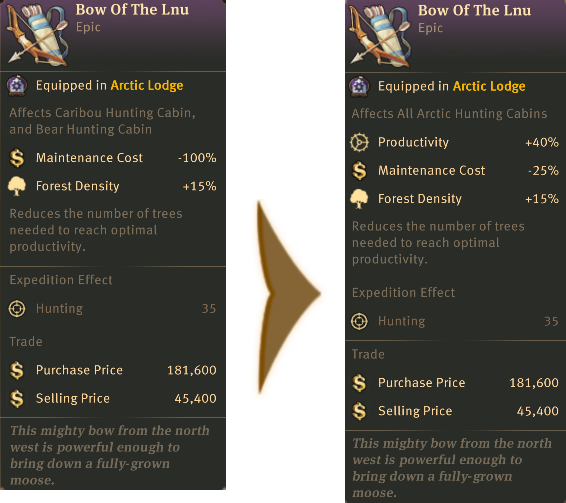 Bow Of The Lnu
Epic
Equipped in Arctic Lodge
Affects Caribou Hunting Cabin,
and Bear Hunting Cabin
Maintenance Cost -100%
Forest Density +15%
Reduces the number of trees
needed to reach optimal
productivity.
Expedition Effect
Hunting 35
Trade
Purchase Price 181,600
Selling Price 45,400
This mighty bow from the north
west is powerful enough to
bring down a fully-grown
moose.
Bow Of The Lnu
Epic
Equipped in Arctic Lodge
Affects All Arctic Hunting Cabins
Productivity +40%
Maintenance Cost -25%
Forest Density +15%
Reduces the number of trees
needed to reach optimal
productivity.
Expedition Effect
Hunting 35
Trade
Purchase Price 181,600
Selling Price 45,400
This mighty bow from the north
west is powerful enough to
bring down a fully-grown
moose.